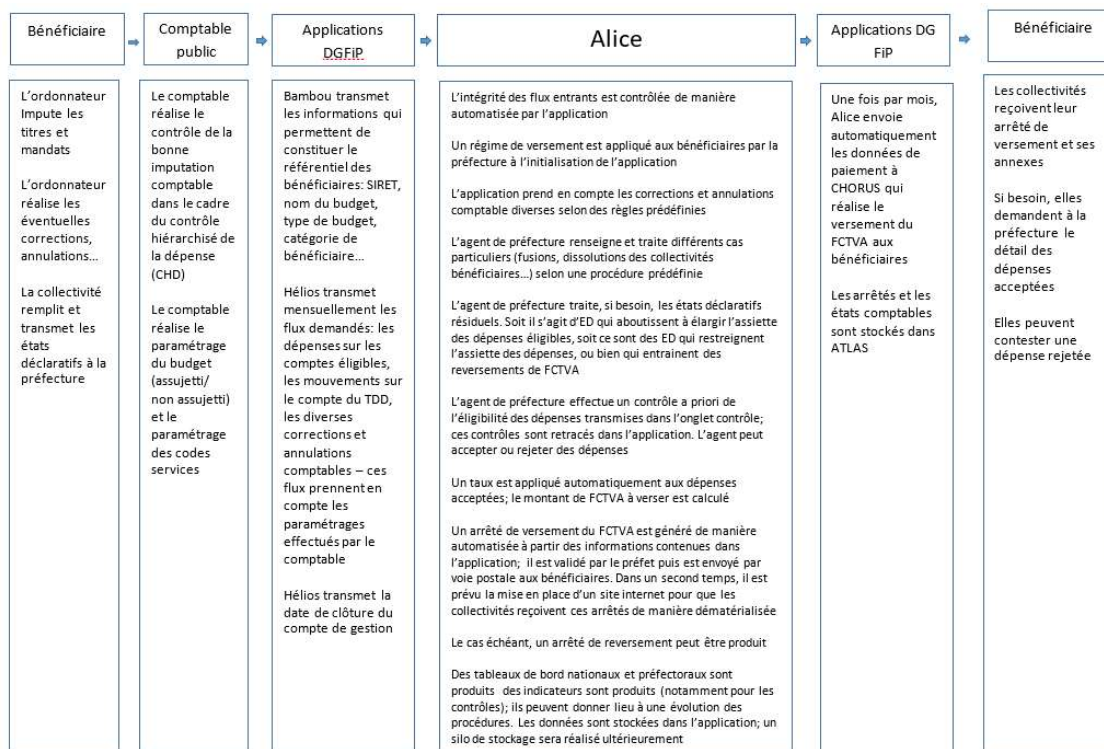 Bénéficiaire
L'ordonnateur
Impute les
titres et
mandats
L'ordonnateur
réalise les
éventuelles
corrections,
annulations...
La collectivité
remplit et
transmet les
états
déclaratifs à la
préfecture
Comptable
public
Le comptable
réalise le
contrôle de la
bonne
imputation
comptable
dans le cadre
du contrôle
hiérarchisé de
la dépense
(CHD)
Le comptable
réalise le
paramétrage
du budget
(assujetti/
non assujetti)
et le
paramétrage
des codes
services
Applications
DGFiP
Bambou transmet
les informations qui
permettent de
constituer le
référentiel des
bénéficiaires: SIRET,
nom du budget,
type de budget,
catégorie de
bénéficiaire...
Hélios transmet
mensuellement les
flux demandés: les
dépenses sur les
comptes éligibles,
les mouvements sur
le compte du TDD,
les diverses
corrections et
annulations
comptables – ces
flux prennent en
compte les
paramétrages
effectués par le
comptable
Hélios transmet la
date de clôture du
compte de gestion
Alice
L'intégrité des flux entrants est contrôlée de manière
automatisée par l'application
Un régime de versement est appliqué aux bénéficiaires par la
préfecture à l'initialisation de l'application
L'application prend en compte les corrections et annulations
comptable diverses selon des règles prédéfinies
L'agent de préfecture renseigne et traite différents cas
particuliers (fusions, dissolutions des collectivités
bénéficiaires...) selon une procédure prédéfinie
L'agent de préfecture traite, si besoin, les états déclaratifs
résiduels. Soit il s'agit d'ED qui aboutissent à élargir l'assiette
des dépenses éligibles, soit ce sont des ED qui restreignent
l'assiette des dépenses, ou bien qui entrainent des
reversements de FCTVA
L'agent de préfecture effectue un contrôle a priori de
l'éligibilité des dépenses transmises dans l'onglet contrôle;
ces contrôles sont retracés dans l'application. L'agent peut
accepter ou rejeter des dépenses
Un taux est appliqué automatiquement aux dépenses
acceptées; le montant de FCTVA à verser est calculé
Un arrêté de versement du FCTVA est généré de manière
automatisée à partir des informations contenues dans
l'application; il est validé par le préfet puis est envoyé par
voie postale aux bénéficiaires. Dans un second temps, il est
prévu la mise en place d'un site internet pour que les
collectivités reçoivent ces arrêtés de manière dématérialisée
Le cas échéant, un arrêté de reversement peut être produit
Des tableaux de bord nationaux et préfectoraux sont
produits des indicateurs sont produits (notamment pour les
contrôles); ils peuvent donner lieu à une évolution des
procédures. Les données sont stockées dans l'application; un
silo de stockage sera réalisé ultérieurement
Applications DG
FiP
Une fois par mois,
Alice envoie
automatiquement
les données de
paiement à
CHORUS qui
réalise le
versement du
FCTVA aux
bénéficiaires
Les arrêtés et les
états comptables
sont stockés dans
ATLAS
Bénéficiaire
Les collectivités
reçoivent leur
arrêté de
versement et ses
annexes
Si besoin, elles
demandent à la
préfecture le
détail des
dépenses
acceptées
Elles peuvent
contester une
dépense rejetée